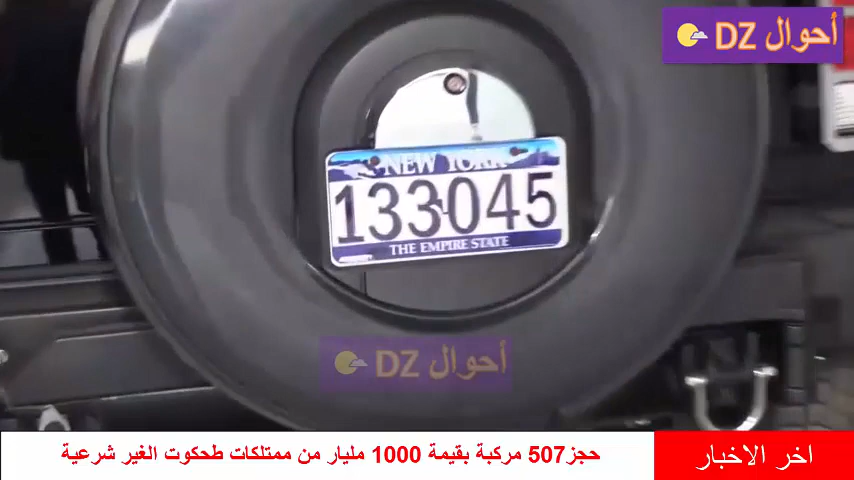 أحوال DZ
NEW YORK
133045
THE EMPIRE STATE
أحوال DZ
حجز507 مركبة بقيمة 1000 مليار من ممتلكات طحكوت الغير شرعية
اخر الاخبار